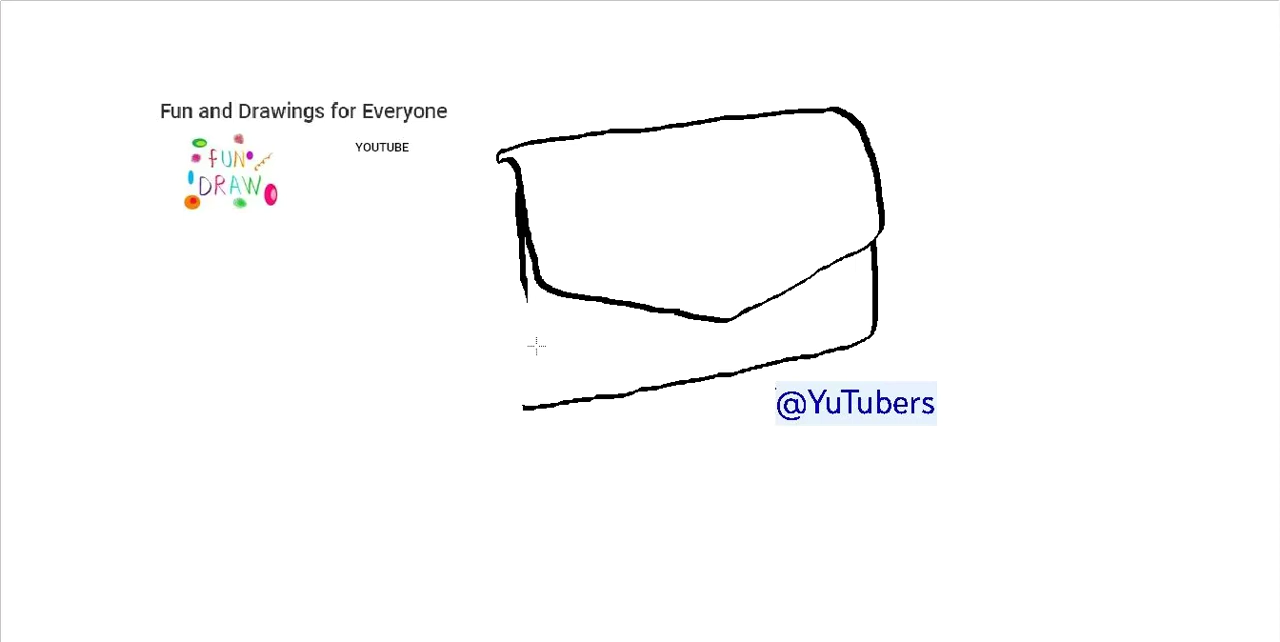 Fun and Drawings for Everyone
YOUTUBE
fUN
DRAW
@YuTubers